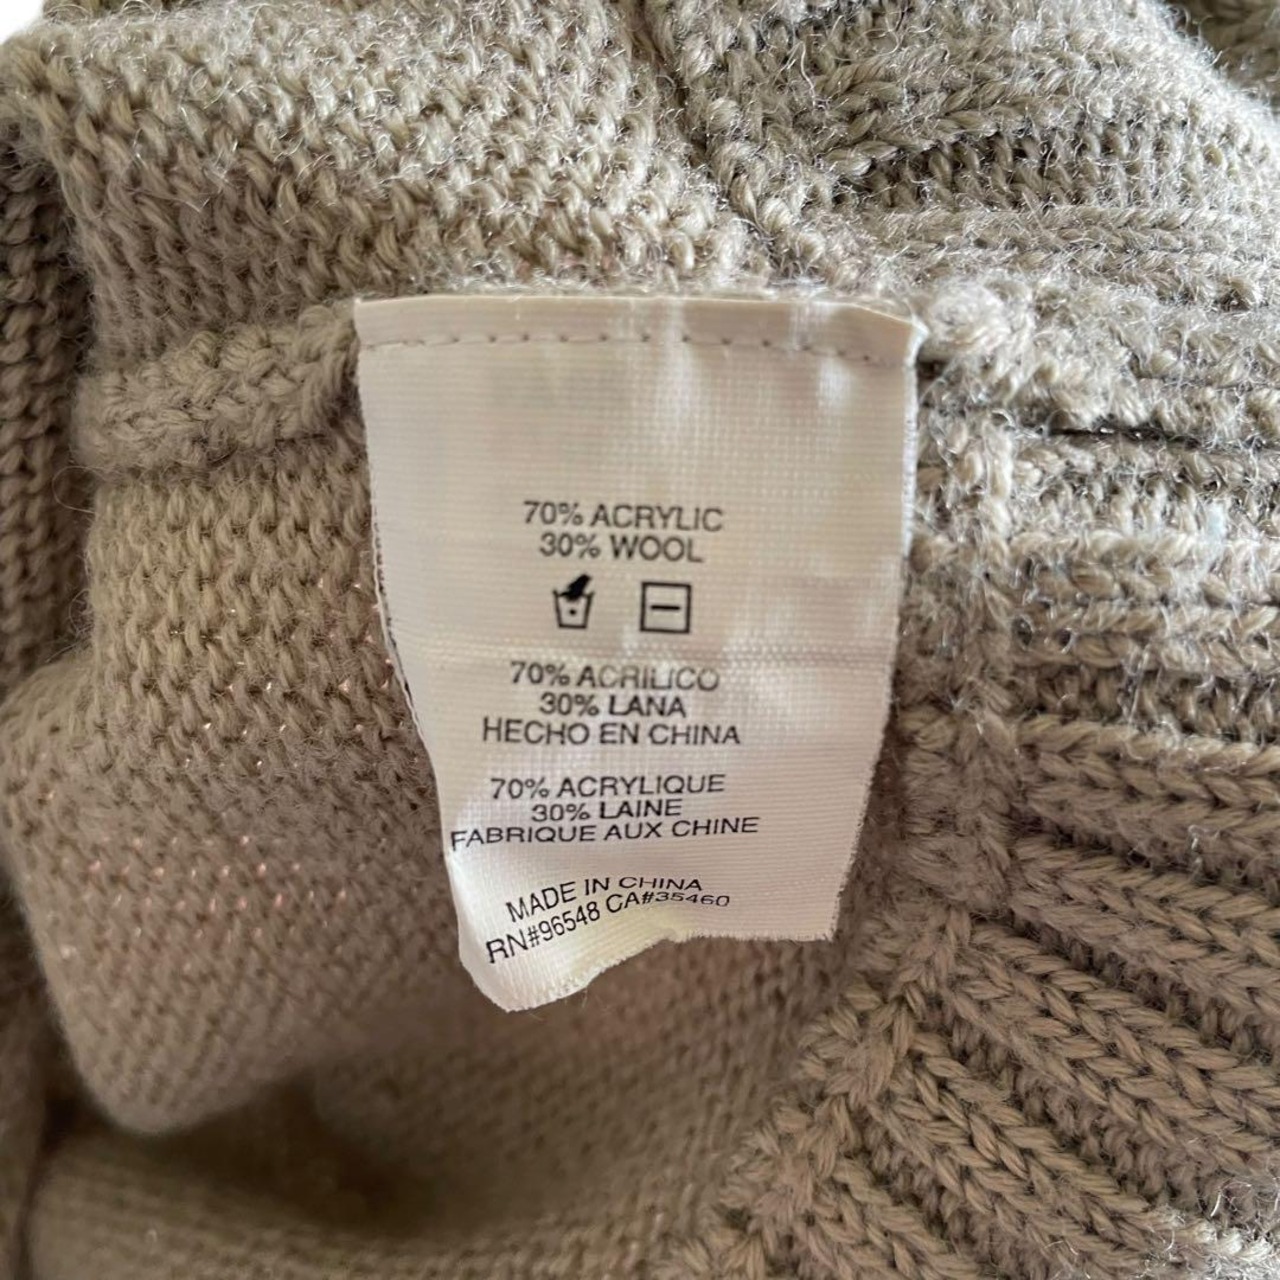 70% ACRYLIC
30% WOOL
70% ACRILICO
30% LANA
HECHO EN CHINA
70% ACRYLIQUE
30% LAINE
FABRIQUE AUX CHINE
MADE IN CHINA
RN#96548 CA#35460